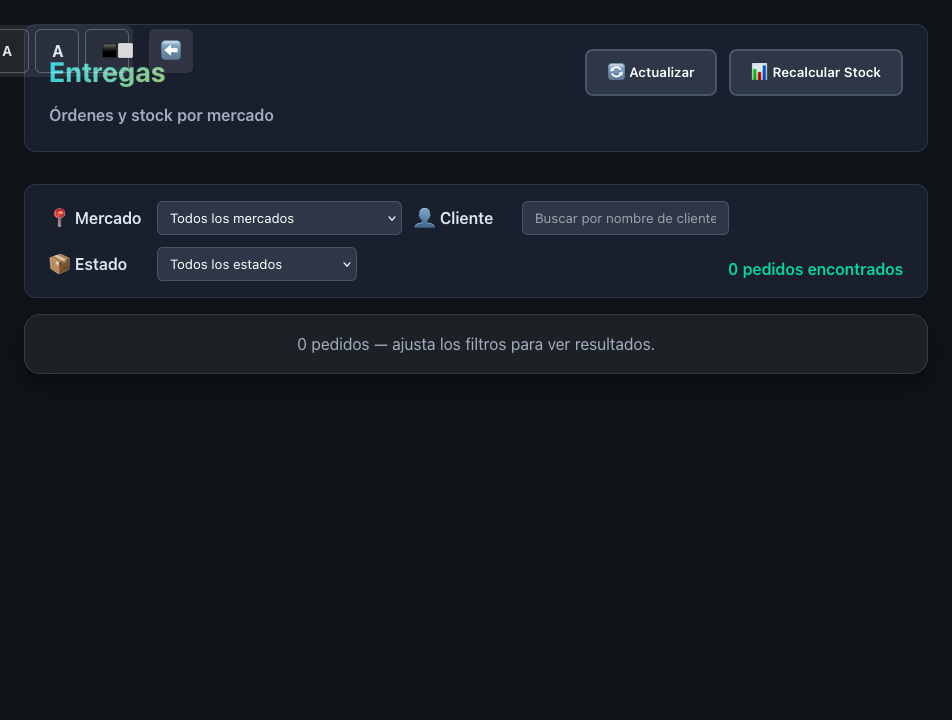 A
A
Entregas
Actualizar
Recalcular Stock
Órdenes y stock por mercado
Mercado
Todos los mercados
Cliente
Buscar por nombre de cliente
Estado
Todos los estados
0 pedidos encontrados
0 pedidos — ajusta los filtros para ver resultados.